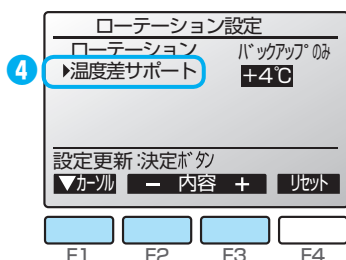 ローテーション設定
ローテーション バックアップのみ
4 ▶温度差サポート +4℃
設定更新:決定ボタン
▼カーソル − 内容 + リセット
F1 F2 F3 F4